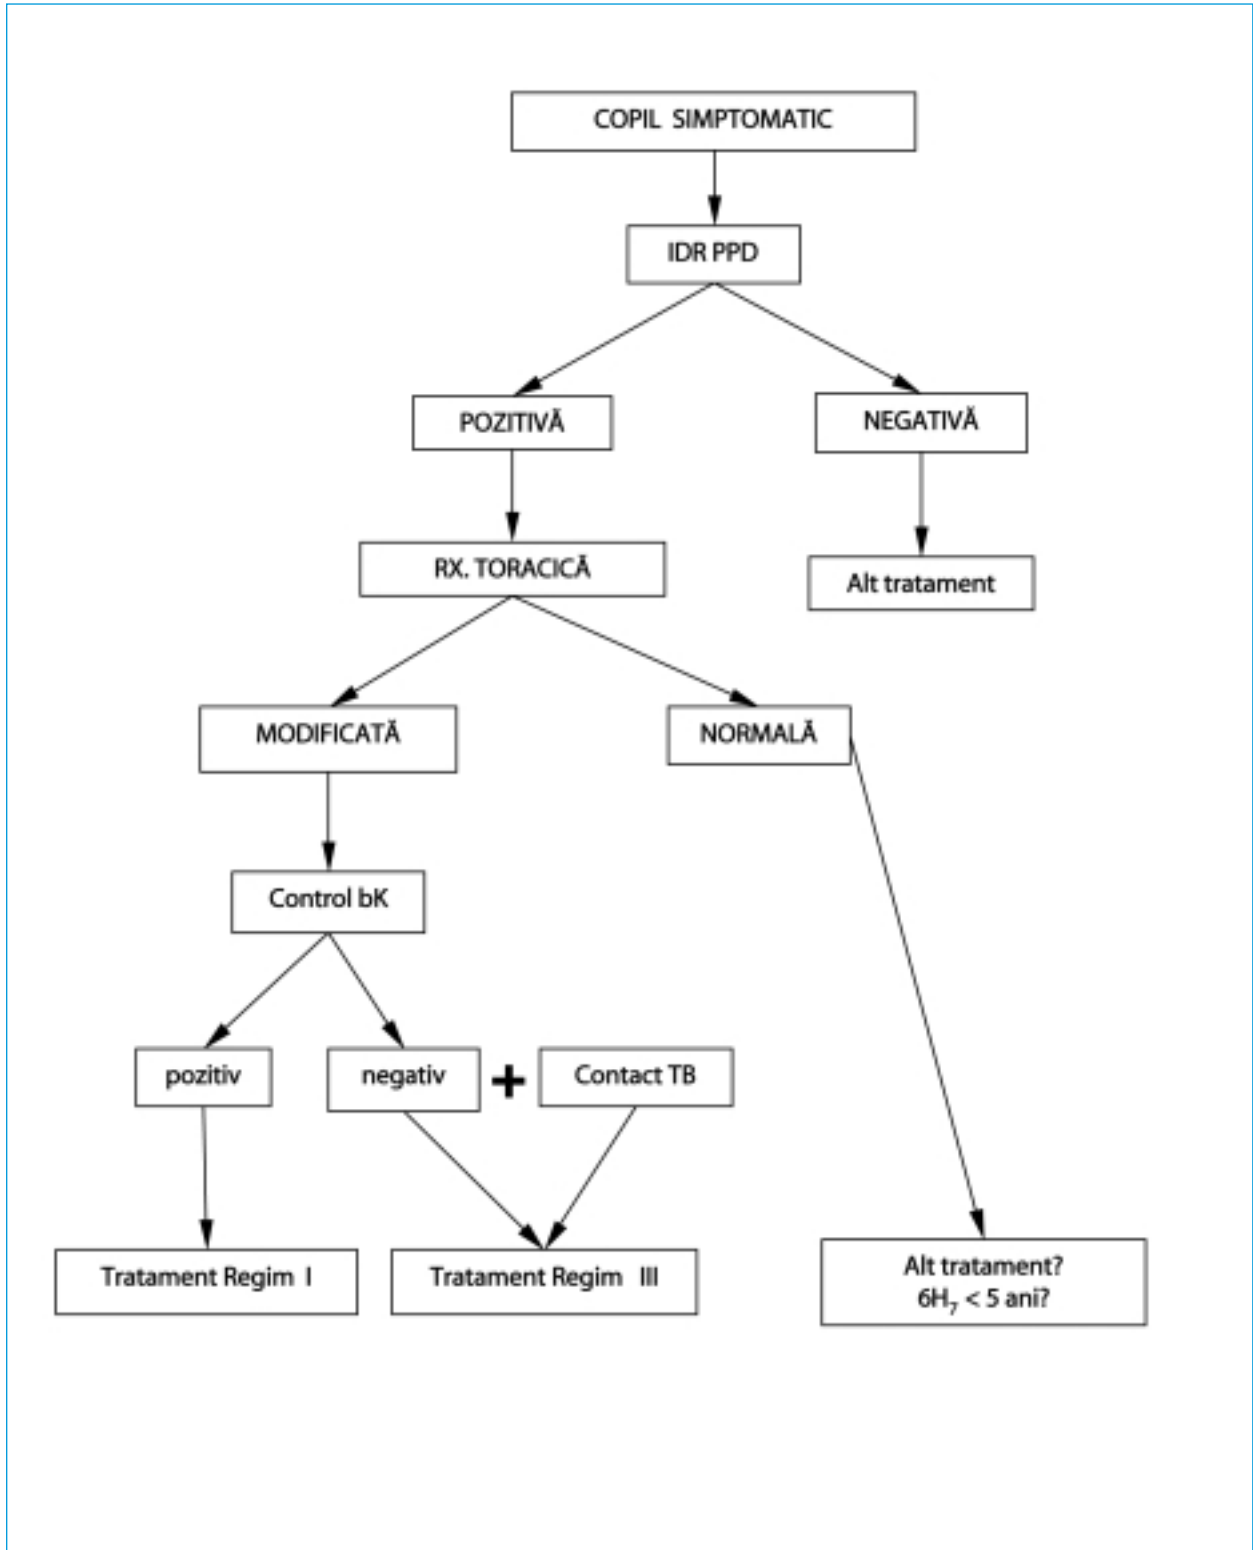 COPIL SIMPTOMATIC
IDR PPD
POZITIVĂ
NEGATIVĂ
RX. TORACICĂ
Alt tratament
MODIFICATĂ
NORMALĂ
Control bK
pozitiv
negativ
+
Contact TB
Tratament Regim I
Tratament Regim III
Alt tratament?
6H₇ < 5 ani?